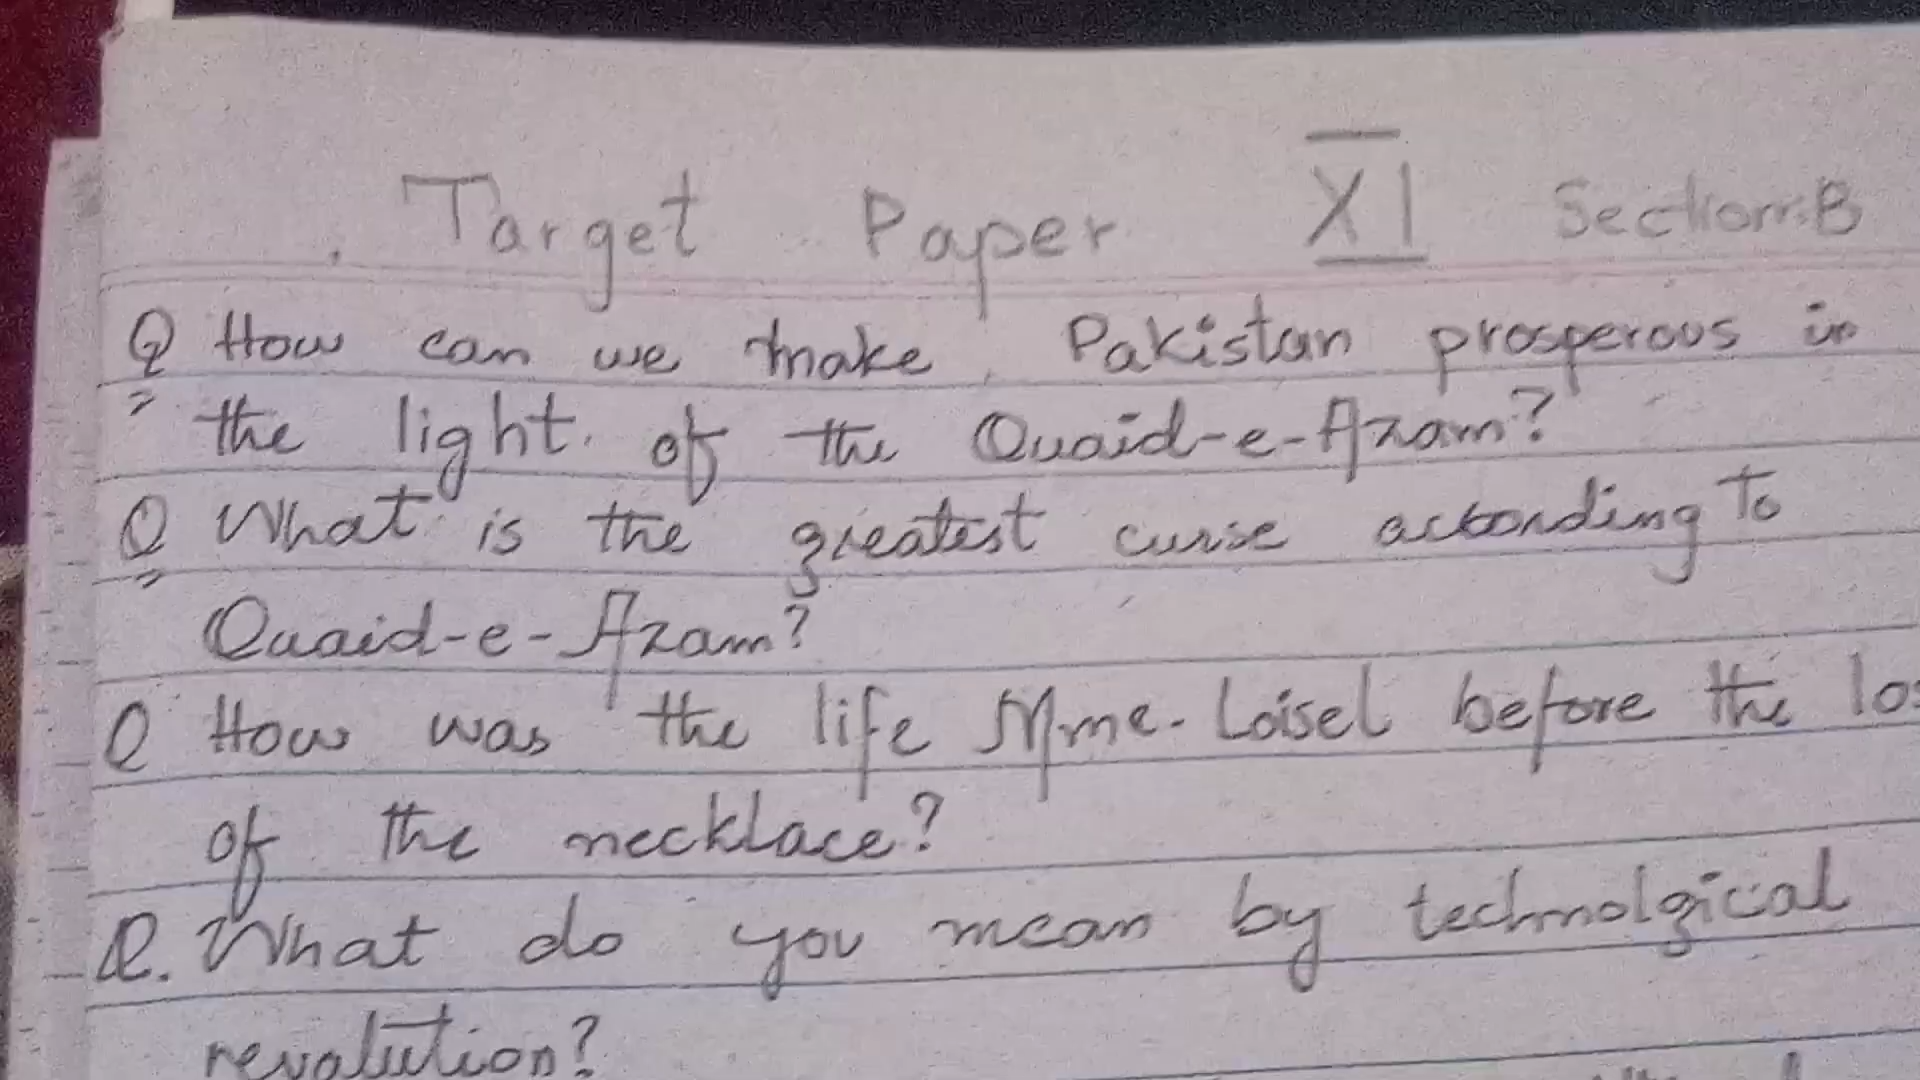 Target Paper XI Section:B
Q How can we make Pakistan prosperous in
the light of the Quaid-e-Azam?
Q What is the greatest curse according to
Quaid-e-Azam?
Q How was the life Mme. Loisel before the los
of the necklace?
Q. What do you mean by technolgical
revolution?